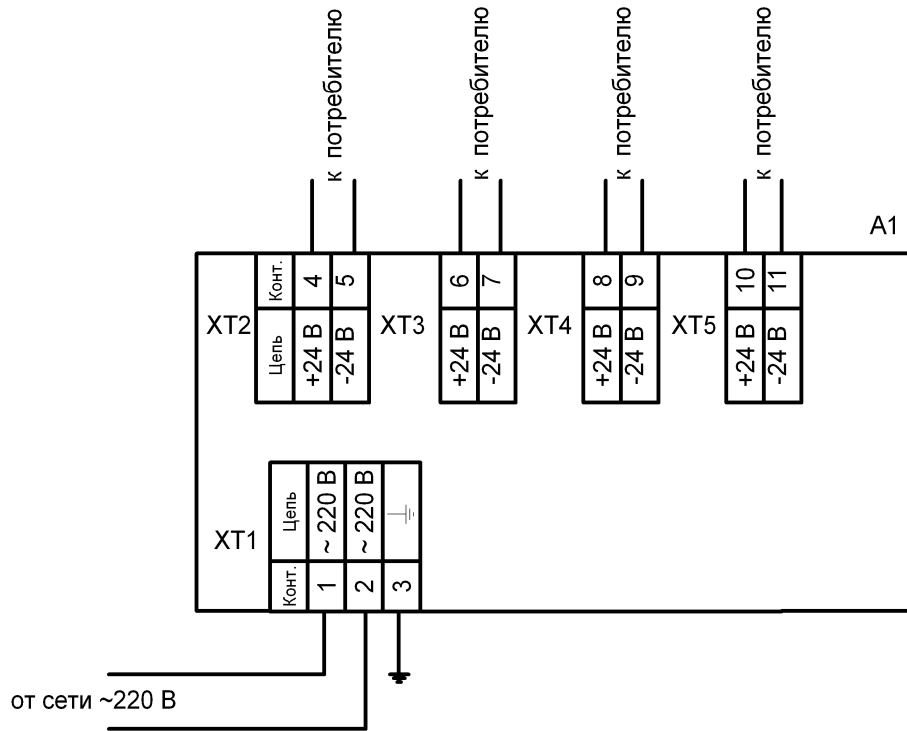 к потребителю
к потребителю
к потребителю
к потребителю
A1
XT2
Конт.
4
5
Цепь
+24 В
-24 В
XT3
6
7
+24 В
-24 В
XT4
8
9
+24 В
-24 В
XT5
10
11
+24 В
-24 В
XT1
Цепь
~ 220 В
~ 220 В
Конт.
1
2
3
от сети ~220 В